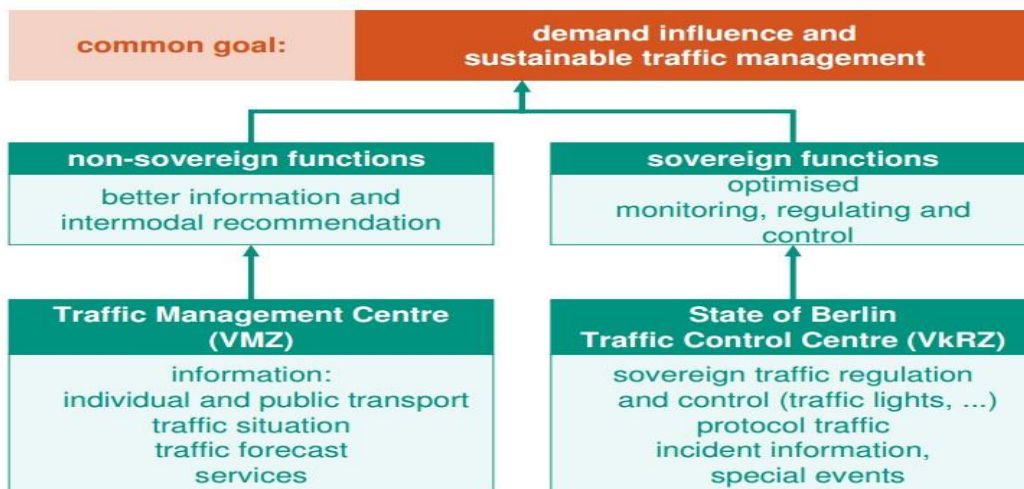 common goal:
demand influence and
sustainable traffic management
non-sovereign functions
better information and
intermodal recommendation
sovereign functions
optimised
monitoring, regulating and
control
Traffic Management Centre
(VMZ)
information:
individual and public transport
traffic situation
traffic forecast
services
State of Berlin
Traffic Control Centre (VkRZ)
sovereign traffic regulation
and control (traffic lights, ...)
protocol traffic
incident information,
special events